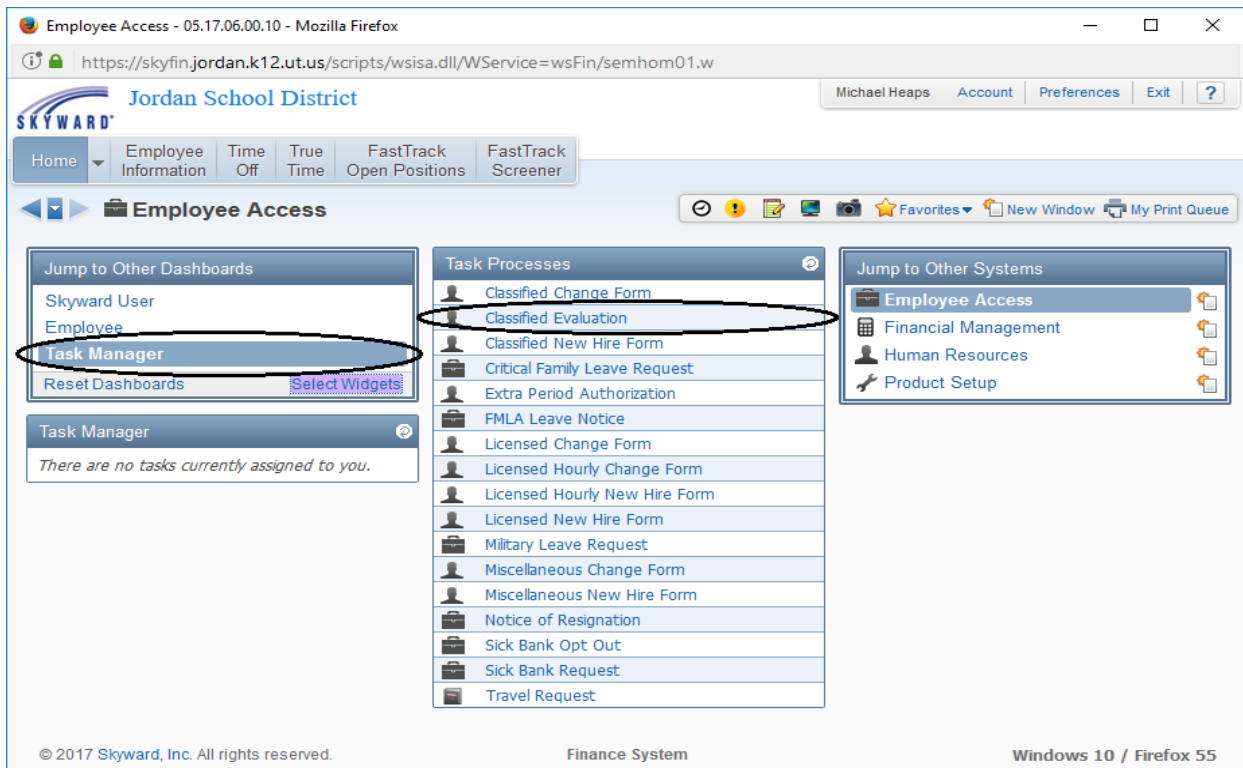 Employee Access - 05.17.06.00.10 - Mozilla Firefox
https://skyfin.jordan.k12.ut.us/scripts/wsisa.dll/WService=wsFin/semhom01.w
SKYWARD
Jordan School District
Michael Heaps Account Preferences Exit ?
Home
Employee Information
Time Off
True Time
FastTrack Open Positions
FastTrack Screener
Employee Access
Favorites New Window My Print Queue
Jump to Other Dashboards
Skyward User
Employee
Task Manager
Reset Dashboards Select Widgets
Task Manager
There are no tasks currently assigned to you.
Task Processes
Classified Change Form
Classified Evaluation
Classified New Hire Form
Critical Family Leave Request
Extra Period Authorization
FMLA Leave Notice
Licensed Change Form
Licensed Hourly Change Form
Licensed Hourly New Hire Form
Licensed New Hire Form
Military Leave Request
Miscellaneous Change Form
Miscellaneous New Hire Form
Notice of Resignation
Sick Bank Opt Out
Sick Bank Request
Travel Request
Jump to Other Systems
Employee Access
Financial Management
Human Resources
Product Setup
© 2017 Skyward, Inc. All rights reserved.
Finance System
Windows 10 / Firefox 55